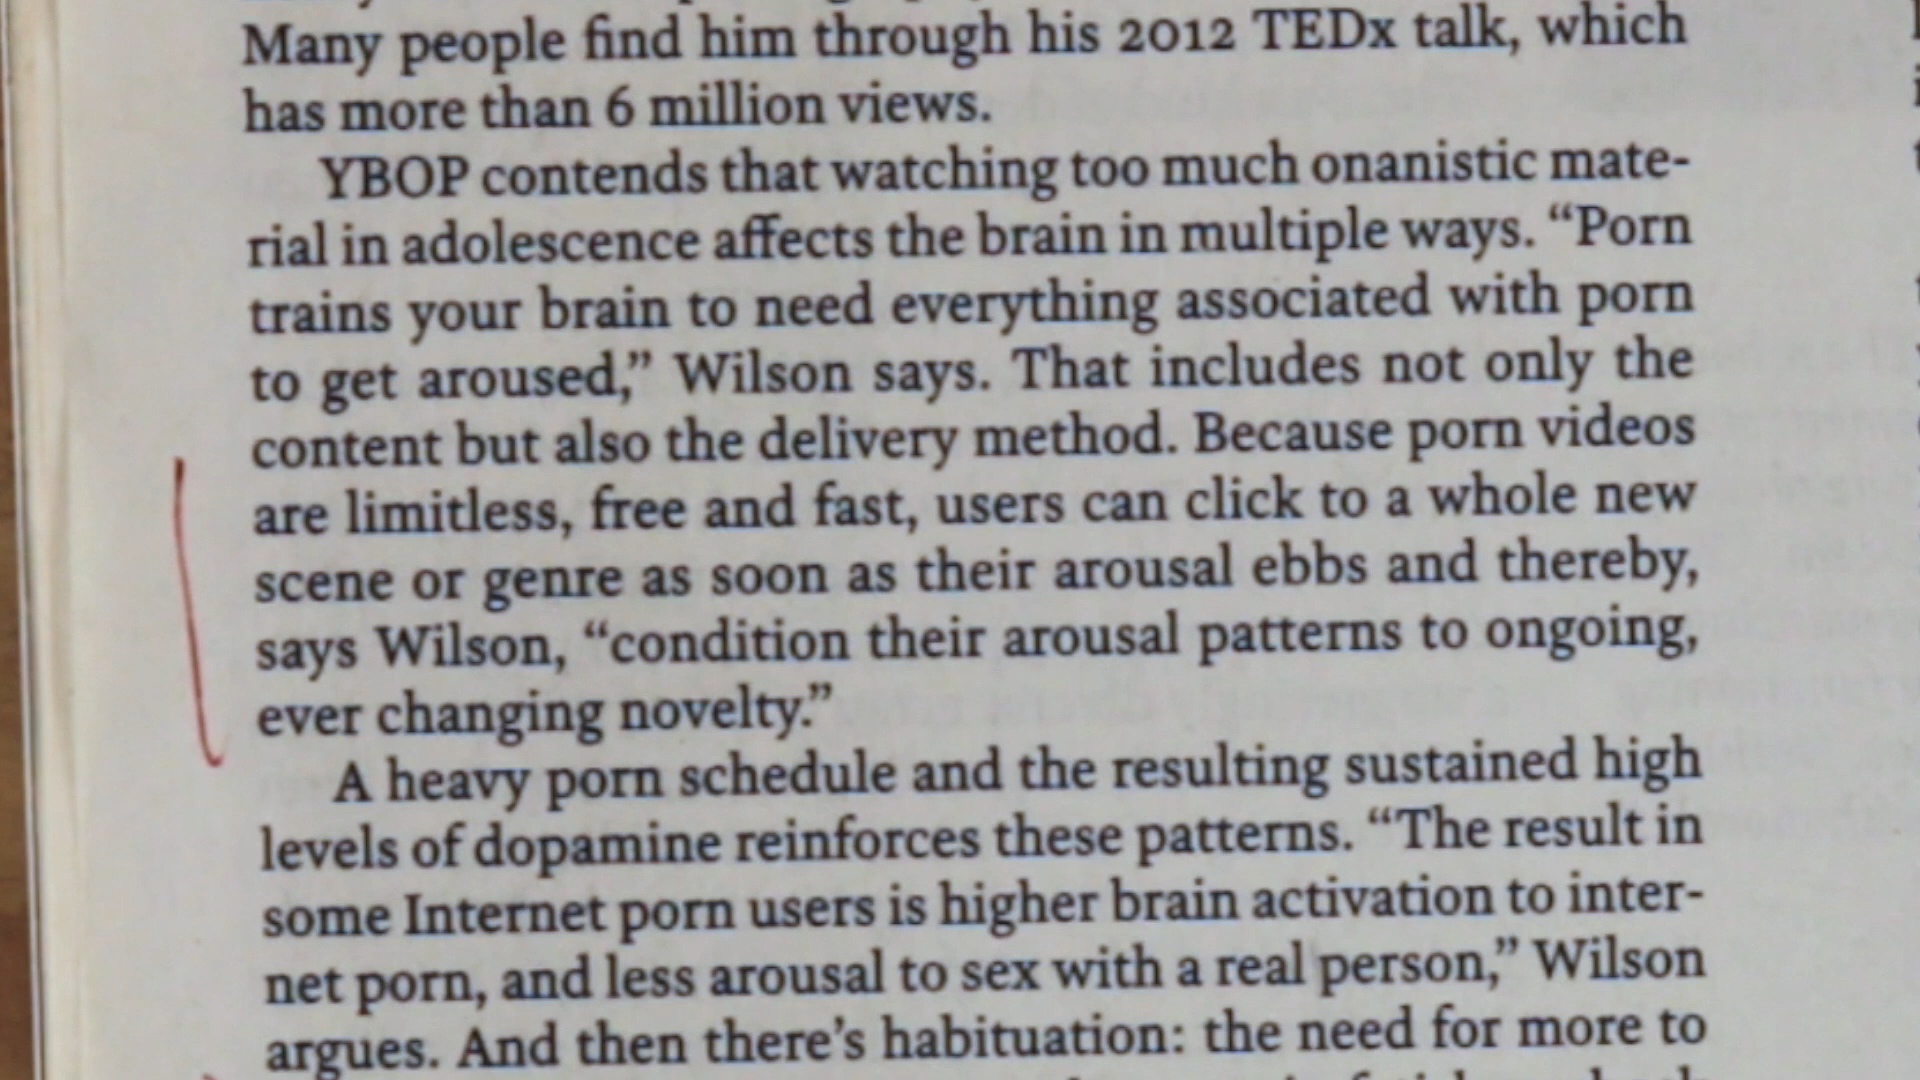 Many people find him through his 2012 TEDx talk, which
has more than 6 million views.
YBOP contends that watching too much onanistic mate-
rial in adolescence affects the brain in multiple ways. “Porn
trains your brain to need everything associated with porn
to get aroused,” Wilson says. That includes not only the
content but also the delivery method. Because porn videos
are limitless, free and fast, users can click to a whole new
scene or genre as soon as their arousal ebbs and thereby,
says Wilson, “condition their arousal patterns to ongoing,
ever changing novelty.”
A heavy porn schedule and the resulting sustained high
levels of dopamine reinforces these patterns. “The result in
some Internet porn users is higher brain activation to inter-
net porn, and less arousal to sex with a real person,” Wilson
argues. And then there’s habituation: the need for more to